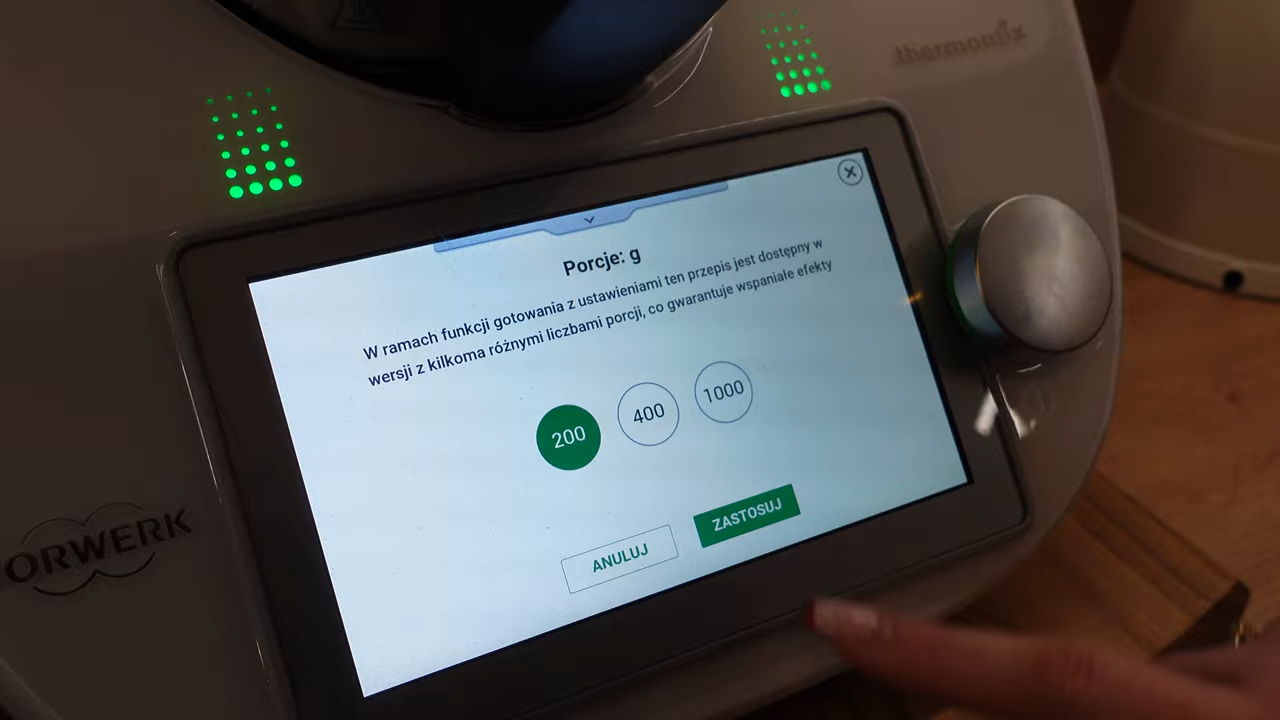 thermomix
Porcje: g
W ramach funkcji gotowania z ustawieniami ten przepis jest dostępny w
wersji z kilkoma różnymi liczbami porcji, co gwarantuje wspaniałe efekty
200
400
1000
ANULUJ
ZASTOSUJ
ORWERK